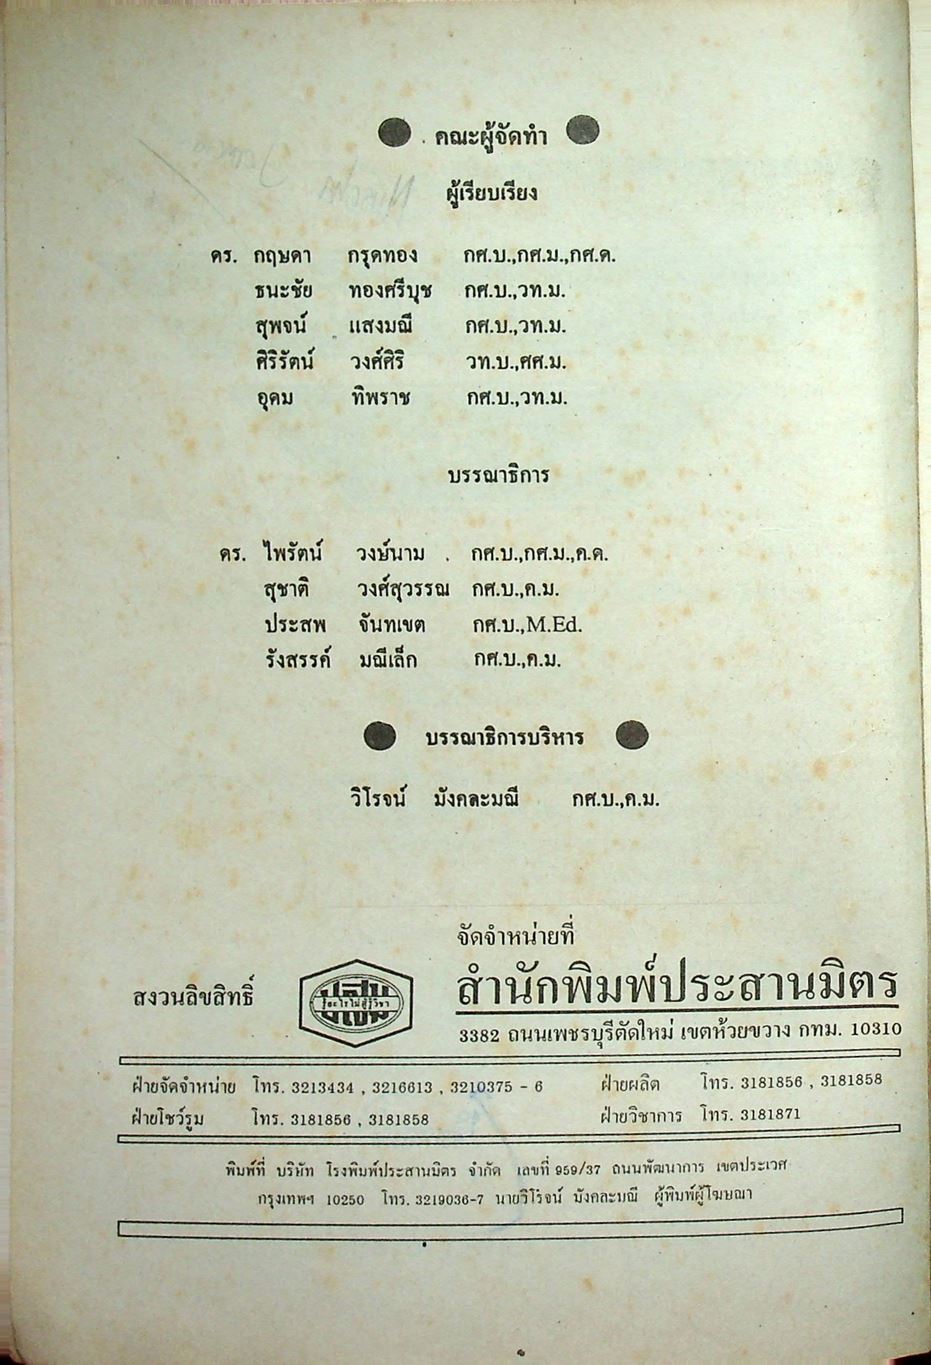 คณะผู้จัดทำ
ผู้เรียบเรียง
ดร. กฤษดา กรุดทอง กศ.บ.,กศ.ม.,กศ.ด.
ธนะชัย ทองศรีบุช กศ.บ.,วท.ม.
สุพจน์ แสงมณี กศ.บ.,วท.ม.
ศิริรัตน์ วงศ์ศิริ วท.บ.,ศศ.ม.
อุดม ทิพราช กศ.บ.,วท.ม.
บรรณาธิการ
ดร. ไพรัตน์ วงษ์นาม กศ.บ.,กศ.ม.,ค.ด.
สุชาติ วงศ์สุวรรณ กศ.บ.,ค.ม.
ประสพ จันทเขต กศ.บ.,M.Ed.
รังสรรค์ มณีเล็ก กศ.บ.,ค.ม.
บรรณาธิการบริหาร
วิโรจน์ มังคละมณี กศ.บ.,ค.ม.
จัดจำหน่ายที่
สงวนลิขสิทธิ์
สำนักพิมพ์ประสานมิตร
3382 ถนนเพชรบุรีตัดใหม่ เขตห้วยขวาง กทม. 10310
ฝ่ายจัดจำหน่าย โทร. 3213434 , 3216613 , 3210375 - 6 ฝ่ายผลิต โทร. 3181856 , 3181858
ฝ่ายโชว์รูม โทร. 3181856 , 3181858 ฝ่ายวิชาการ โทร. 3181871
พิมพ์ที่ บริษัท โรงพิมพ์ประสานมิตร จำกัด เลขที่ 959/37 ถนนพัฒนาการ เขตประเวศ
กรุงเทพฯ 10250 โทร. 3219036-7 นายวิโรจน์ มังคละมณี ผู้พิมพ์ผู้โฆษณา